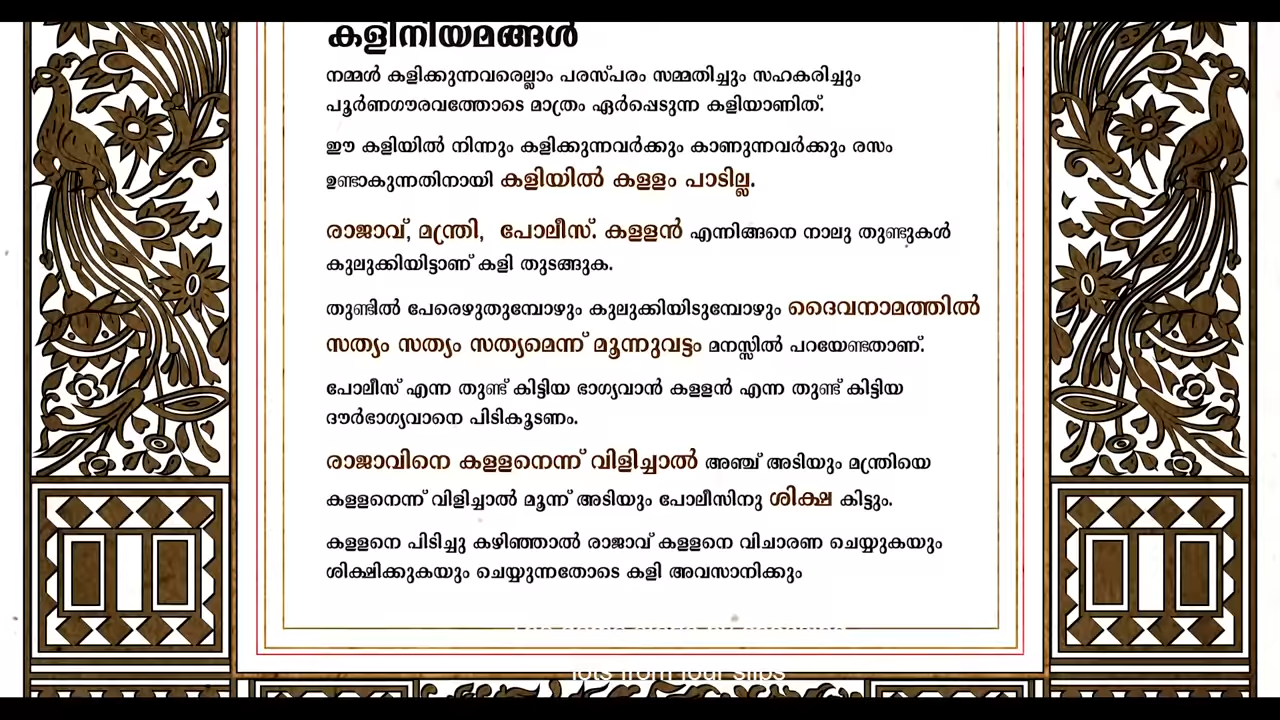 കളിനിയമങ്ങൾ
നമ്മൾ കളിക്കുന്നവരെല്ലാം പരസ്പരം സമ്മതിച്ചും സഹകരിച്ചും
പൂർണഗൗരവത്തോടെ മാത്രം ഏർപ്പെടുന്ന കളിയാണിത്.
ഈ കളിയിൽ നിന്നും കളിക്കുന്നവർക്കും കാണുന്നവർക്കും രസം
ഉണ്ടാകുന്നതിനായി കളിയിൽ കള്ളം പാടില്ല.
രാജാവ്, മന്ത്രി, പോലീസ്. കള്ളൻ എന്നിങ്ങനെ നാലു തുണ്ടുകൾ
കുലുക്കിയിട്ടാണ് കളി തുടങ്ങുക.
തുണ്ടിൽ പേരെഴുതുമ്പോഴും കുലുക്കിയിടുമ്പോഴും ദൈവനാമത്തിൽ
സത്യം സത്യം സത്യമെന്ന് മൂന്നുവട്ടം മനസ്സിൽ പറയേണ്ടതാണ്.
പോലീസ് എന്ന തുണ്ട് കിട്ടിയ ഭാഗ്യവാൻ കള്ളൻ എന്ന തുണ്ട് കിട്ടിയ
ദൗർഭാഗ്യവാനെ പിടികൂടണം.
രാജാവിനെ കള്ളനെന്ന് വിളിച്ചാൽ അഞ്ച് അടിയും മന്ത്രിയെ
കള്ളനെന്ന് വിളിച്ചാൽ മൂന്ന് അടിയും പോലീസിനു ശിക്ഷ കിട്ടും.
കള്ളനെ പിടിച്ചു കഴിഞ്ഞാൽ രാജാവ് കള്ളനെ വിചാരണ ചെയ്യുകയും
ശിക്ഷിക്കുകയും ചെയ്യുന്നതോടെ കളി അവസാനിക്കും
lots from four slips